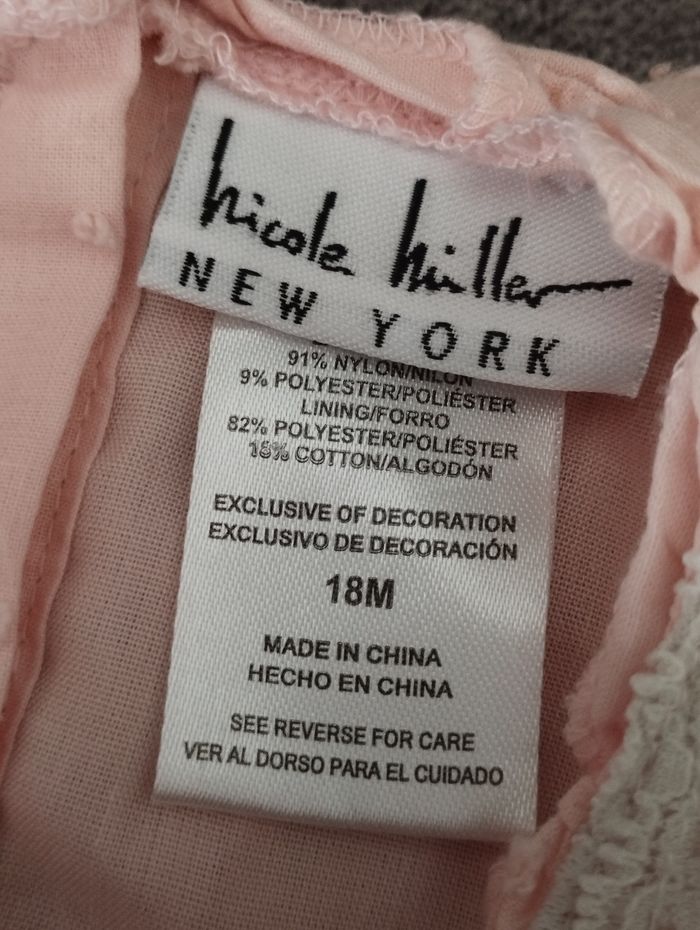 nicole miller
NEW YORK
91% NYLON/NILON
9% POLYESTER/POLIÉSTER
LINING/FORRO
82% POLYESTER/POLIÉSTER
18% COTTON/ALGODÓN
EXCLUSIVE OF DECORATION
EXCLUSIVO DE DECORACIÓN
18M
MADE IN CHINA
HECHO EN CHINA
SEE REVERSE FOR CARE
VER AL DORSO PARA EL CUIDADO